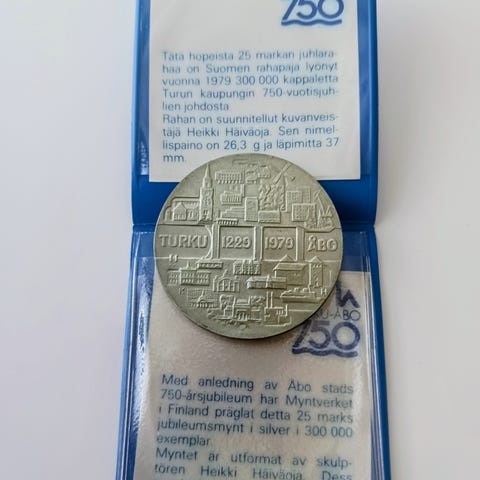 750
Tätä hopeista 25 markan juhlara-
haa on Suomen rahapaja lyönyt
vuonna 1979 300 000 kappaletta
Turun kaupungin 750-vuotisjuh-
lien johdosta
Rahan on suunnitellut kuvanveis-
täjä Heikki Häiväoja. Sen nimel-
lispaino on 26,3 g ja läpimitta 37
mm.
TURKU 1229 1979 ÅBO
U-ÅBO
750
Med anledning av Åbo stads
750-årsjubileum har Myntverket
i Finland präglat detta 25 marks
jubileumsmynt i silver i 300 000
exemplar.
Myntet är utformat av skulp-
tören Heikki Häiväoja. Dess